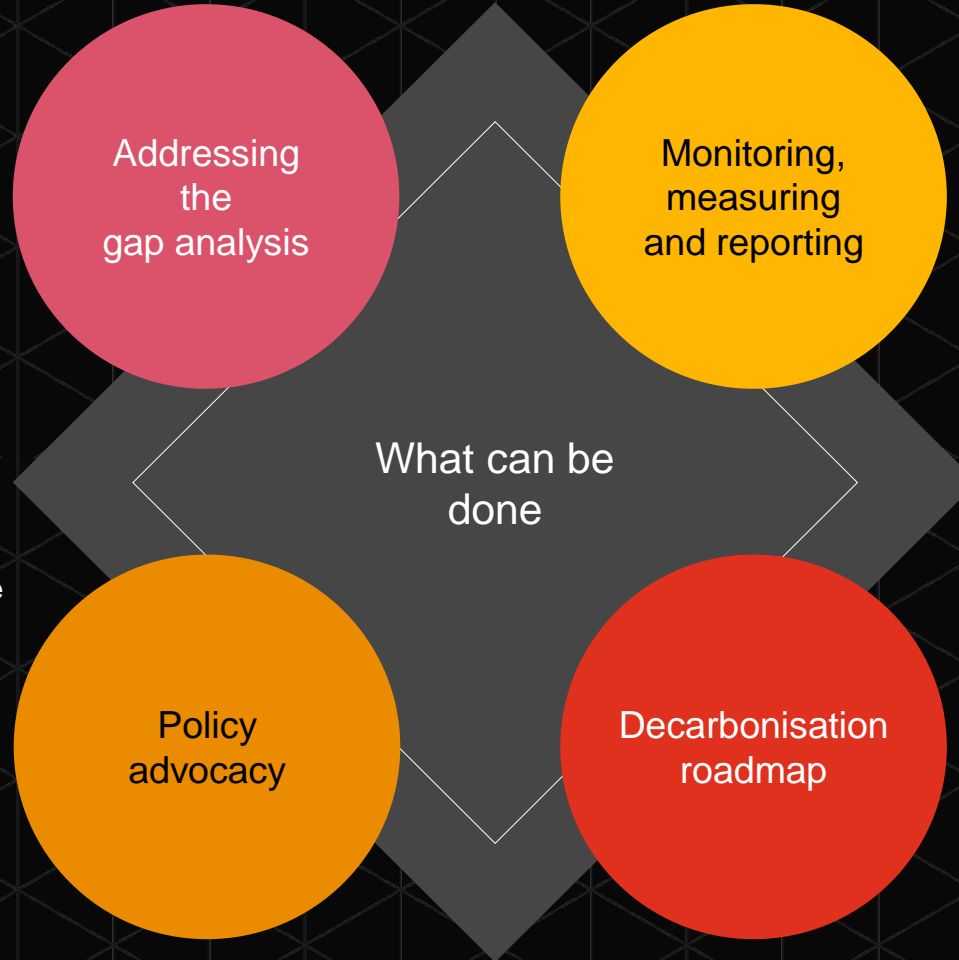 Addressing
the
gap analysis
Monitoring,
measuring
and reporting
What can be
done
Policy
advocacy
Decarbonisation
roadmap